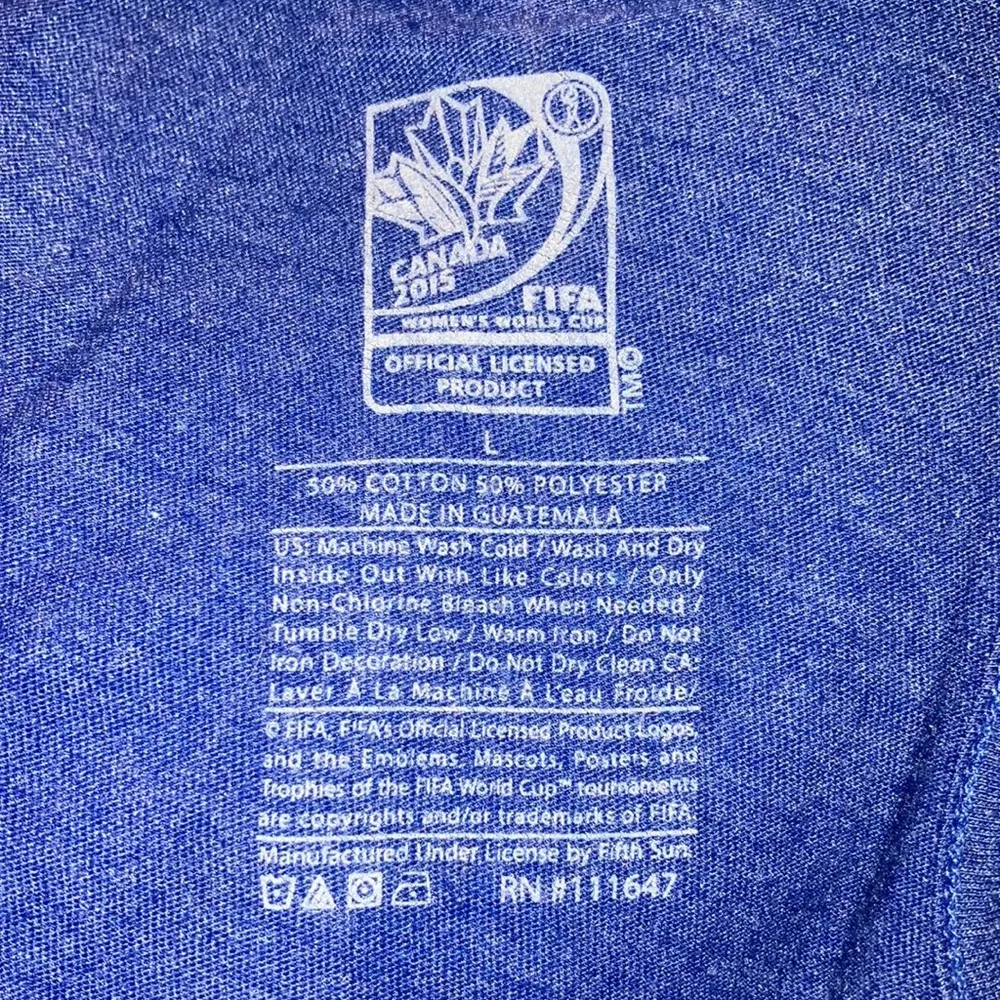 CANADA
2015
FIFA
WOMEN'S WORLD CUP
OFFICIAL LICENSED
PRODUCT
TM©
L
50% COTTON 50% POLYESTER
MADE IN GUATEMALA
US: Machine Wash Cold / Wash And Dry
Inside Out With Like Colors / Only
Non-Chlorine Bleach When Needed /
Tumble Dry Low / Warm Iron / Do Not
Iron Decoration / Do Not Dry Clean CA:
Laver À La Machine À L'eau Froide/
© FIFA, FIFA's Official Licensed Product Logos,
and the Emblems, Mascots, Posters and
Trophies of the FIFA World Cup™ tournaments
are copyrights and/or trademarks of FIFA.
Manufactured Under License by Fifth Sun.
RN #111647